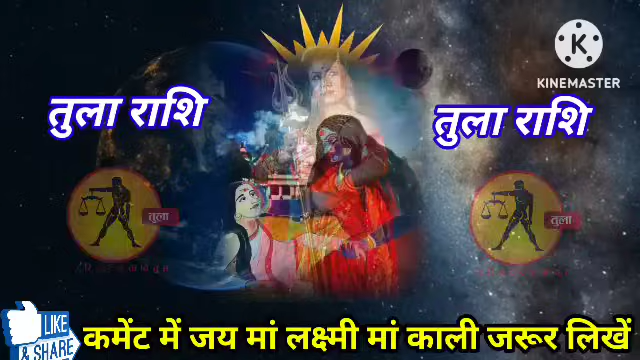 KINEMASTER
तुला राशि
तुला राशि
तुला
तुला
LIKE
& SHARE
कमेंट में जय मां लक्ष्मी मां काली जरूर लिखें